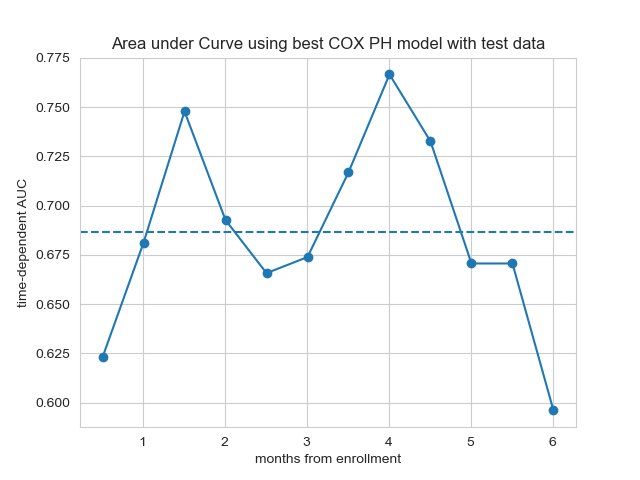 Area under Curve using best COX PH model with test data
0.775
0.750
0.725
0.700
0.675
0.650
0.625
0.600
time-dependent AUC
1 2 3 4 5 6
months from enrollment